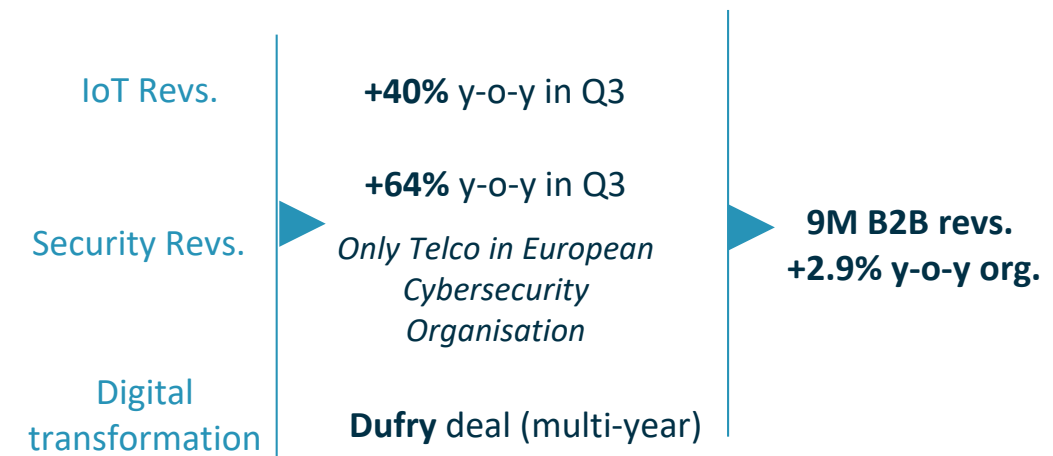 IoT Revs.
+40% y-o-y in Q3
Security Revs.
+64% y-o-y in Q3
Only Telco in European
Cybersecurity
Organisation
Digital
transformation
Dufry deal (multi-year)
9M B2B revs.
+2.9% y-o-y org.